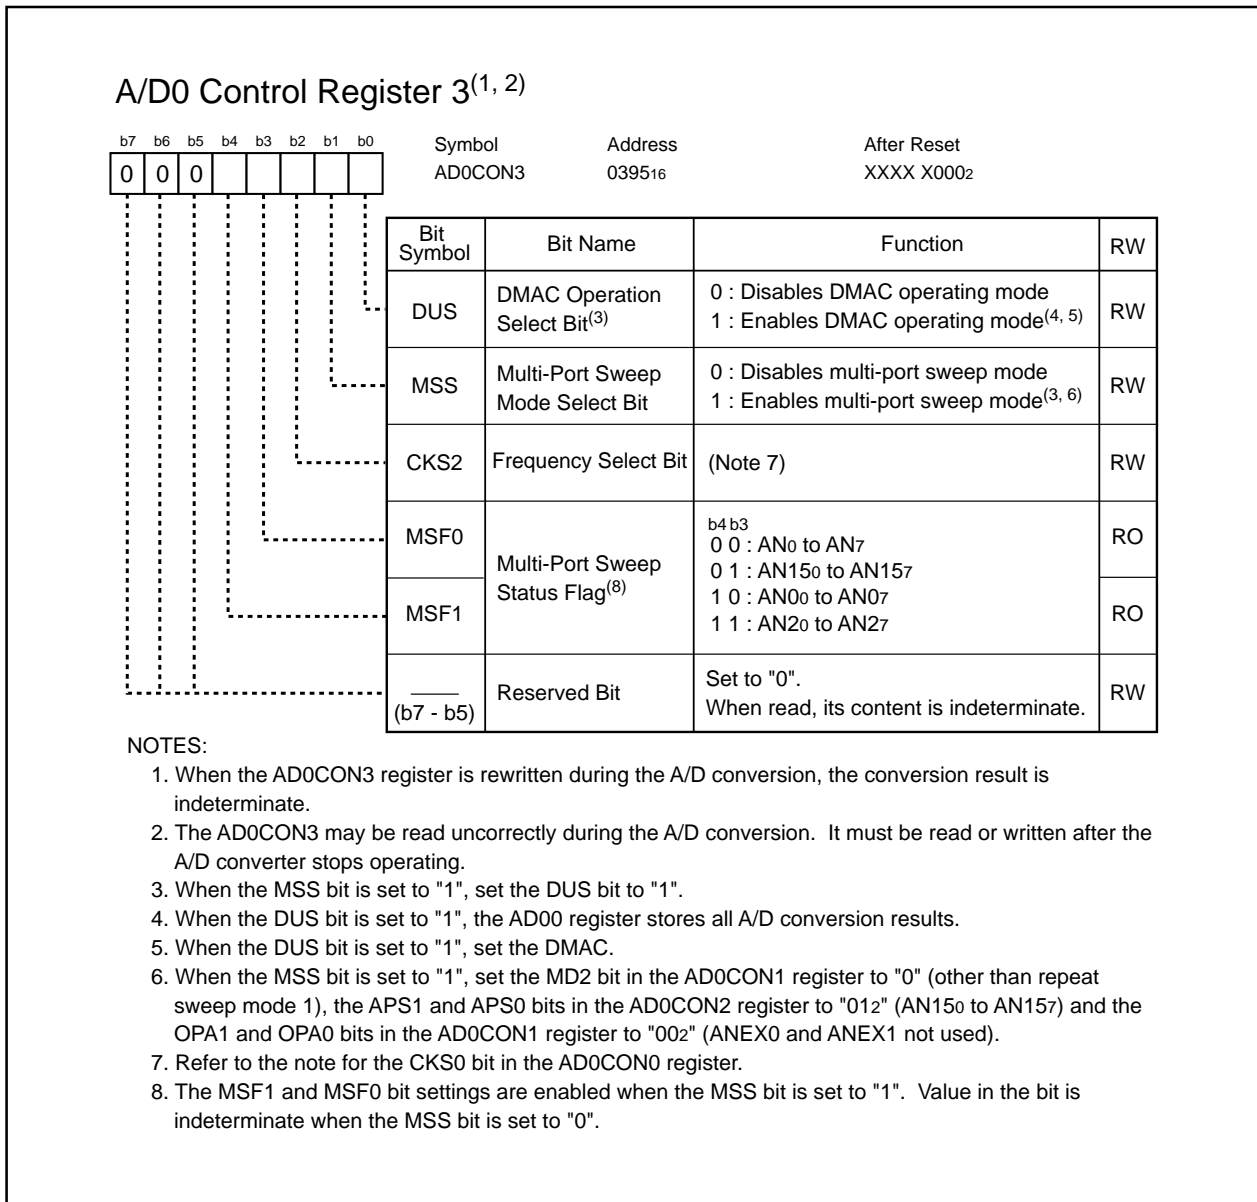 A/D0 Control Register 3(1, 2)
b7 b6 b5 b4 b3 b2 b1 b0
Symbol Address After Reset
0 0 0
AD0CON3 039516 XXXX X0002
Bit Symbol Bit Name Function RW
DUS
DMAC Operation
Select Bit(3)
0 : Disables DMAC operating mode
1 : Enables DMAC operating mode(4, 5)
RW
MSS
Multi-Port Sweep
Mode Select Bit
0 : Disables multi-port sweep mode
1 : Enables multi-port sweep mode(3, 6)
RW
CKS2 Frequency Select Bit (Note 7) RW
MSF0
Multi-Port Sweep
Status Flag(8)
b4 b3
0 0 : AN0 to AN7
0 1 : AN150 to AN157
1 0 : AN00 to AN07
1 1 : AN20 to AN27
RO
MSF1
RO
(b7 - b5)
Reserved Bit
Set to "0".
When read, its content is indeterminate.
RW
NOTES:
1. When the AD0CON3 register is rewritten during the A/D conversion, the conversion result is
indeterminate.
2. The AD0CON3 may be read uncorrectly during the A/D conversion. It must be read or written after the
A/D converter stops operating.
3. When the MSS bit is set to "1", set the DUS bit to "1".
4. When the DUS bit is set to "1", the AD00 register stores all A/D conversion results.
5. When the DUS bit is set to "1", set the DMAC.
6. When the MSS bit is set to "1", set the MD2 bit in the AD0CON1 register to "0" (other than repeat
sweep mode 1), the APS1 and APS0 bits in the AD0CON2 register to "012" (AN150 to AN157) and the
OPA1 and OPA0 bits in the AD0CON1 register to "002" (ANEX0 and ANEX1 not used).
7. Refer to the note for the CKS0 bit in the AD0CON0 register.
8. The MSF1 and MSF0 bit settings are enabled when the MSS bit is set to "1". Value in the bit is
indeterminate when the MSS bit is set to "0".